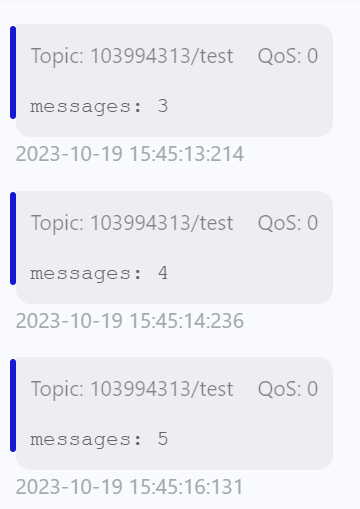 Topic: 103994313/test QoS: 0
messages: 3
2023-10-19 15:45:13:214
Topic: 103994313/test QoS: 0
messages: 4
2023-10-19 15:45:14:236
Topic: 103994313/test QoS: 0
messages: 5
2023-10-19 15:45:16:131